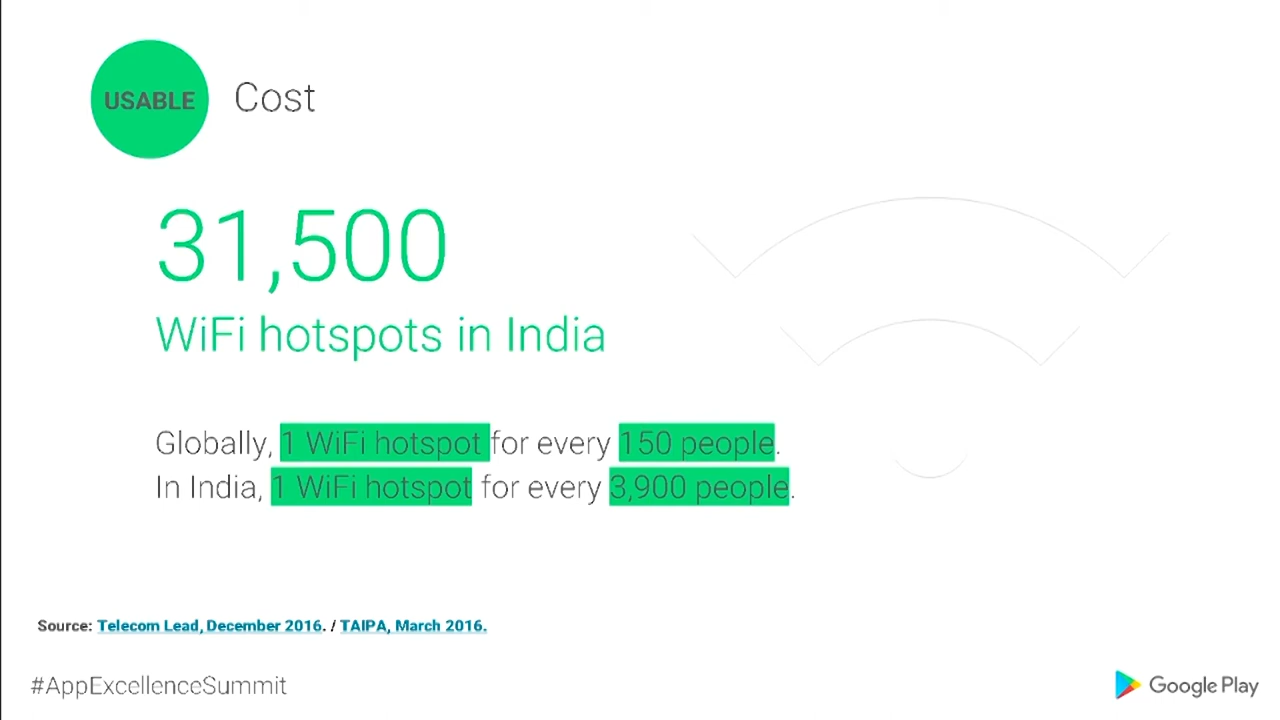 USABLE
Cost
31,500
WiFi hotspots in India
Globally, 1 WiFi hotspot for every 150 people.
In India, 1 WiFi hotspot for every 3,900 people.
Source: Telecom Lead, December 2016. / TAIPA, March 2016.
#AppExcellenceSummit
Google Play